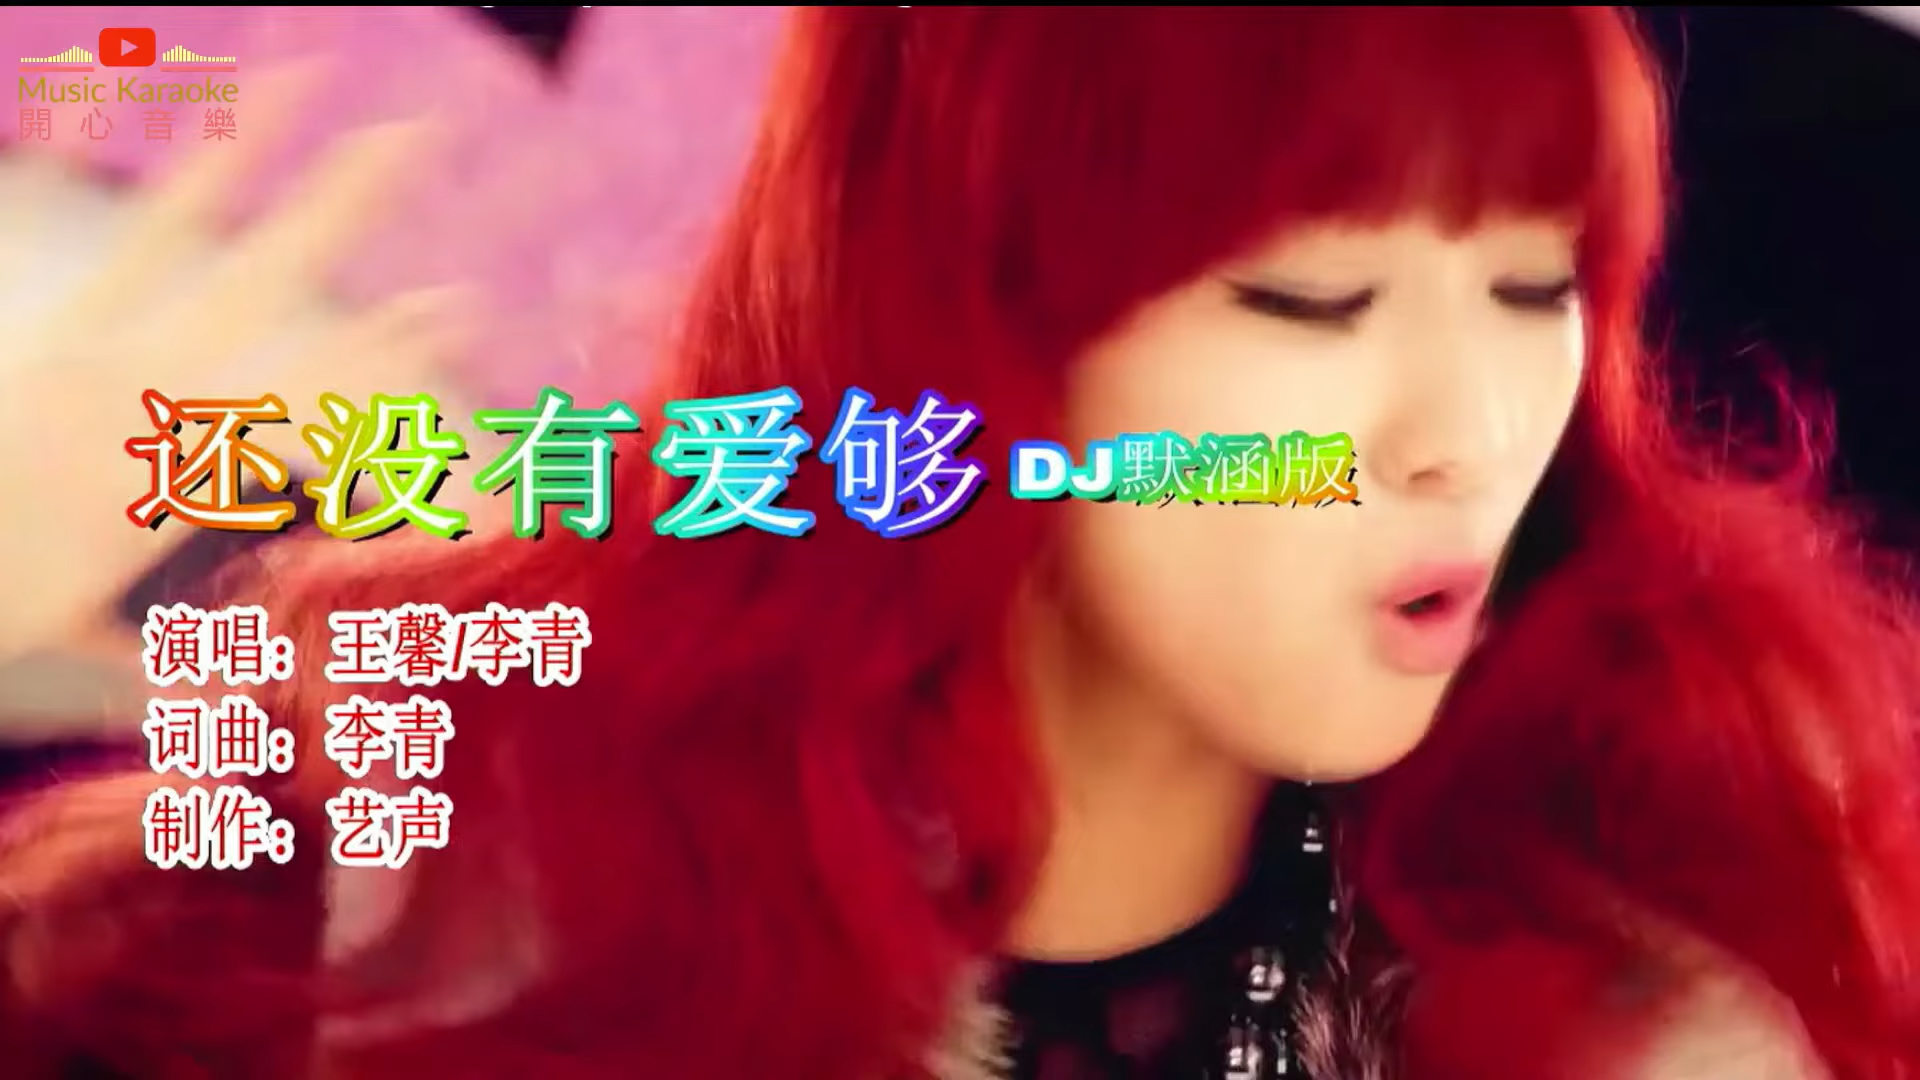 Music Karaoke
開心音樂
还没有爱够 DJ默涵版
演唱：王馨/李青
词曲：李青
制作：艺声